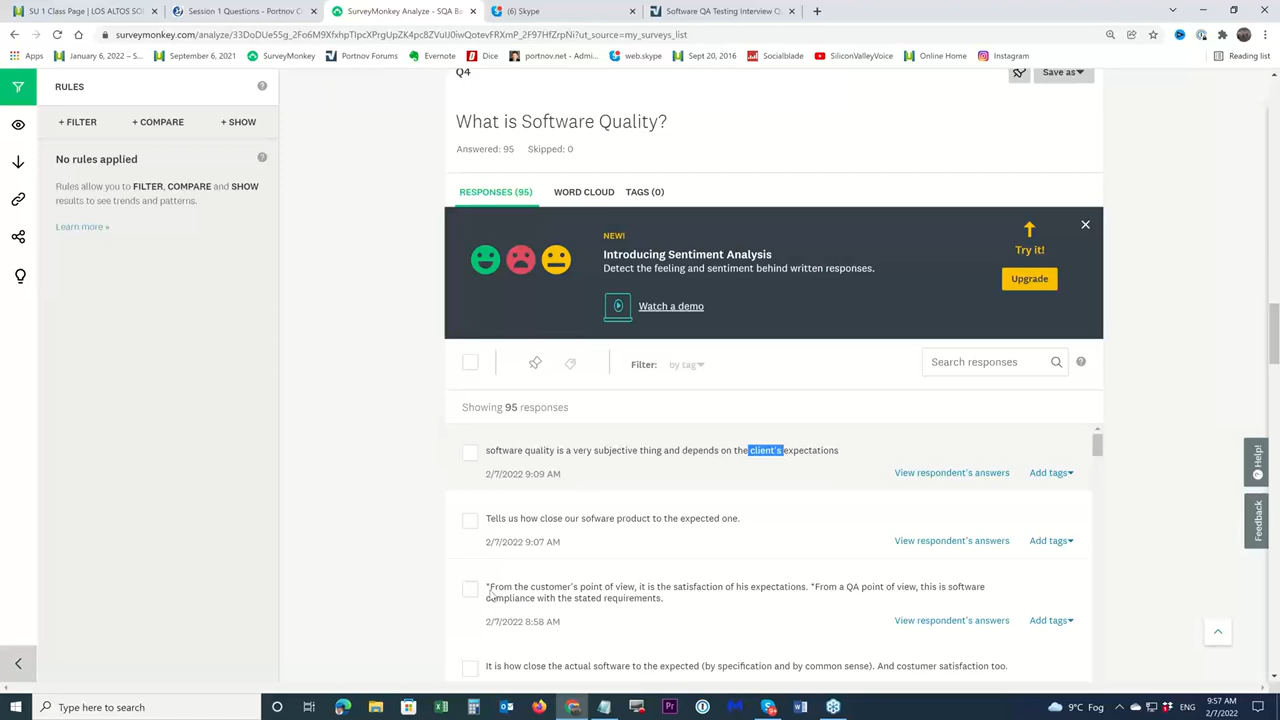 SU 1 Class Page | LOS ALTOS SO
Session 1 Questions - Portnov C
SurveyMonkey Analyze - SQA B
(6) Skype
Software QA Testing Interview Q
surveymonkey.com/analyze/
?ut_source=my_surveys_list
Apps
January 6, 2022 – S...
September 6, 2021
SurveyMonkey
Portnov Forums
Evernote
Dice
portnov.net - Admi...
web.skype
Sept 20, 2016
Socialblade
SiliconValleyVoice
Online Home
Instagram
Reading list
RULES
Q4
Save as
+ FILTER
+ COMPARE
+ SHOW
What is Software Quality?
Answered: 95 Skipped: 0
No rules applied
Rules allow you to FILTER, COMPARE and SHOW
results to see trends and patterns.
Learn more »
RESPONSES (95)
WORD CLOUD
TAGS (0)
NEW!
Introducing Sentiment Analysis
Detect the feeling and sentiment behind written responses.
Watch a demo
Try it!
Upgrade
Filter: by tag
Search responses
Showing 95 responses
software quality is a very subjective thing and depends on the client's expectations
2/7/2022 9:09 AM
View respondent's answers
Add tags
Tells us how close our sofware product to the expected one.
2/7/2022 9:07 AM
View respondent's answers
Add tags
*From the customer's point of view, it is the satisfaction of his expectations. *From a QA point of view, this is software
compliance with the stated requirements.
2/7/2022 8:58 AM
View respondent's answers
Add tags
It is how close the actual software to the expected (by specification and by common sense). And costumer satisfaction too.
Help!
Feedback
Type here to search
9°C Fog
9:57 AM
2/7/2022